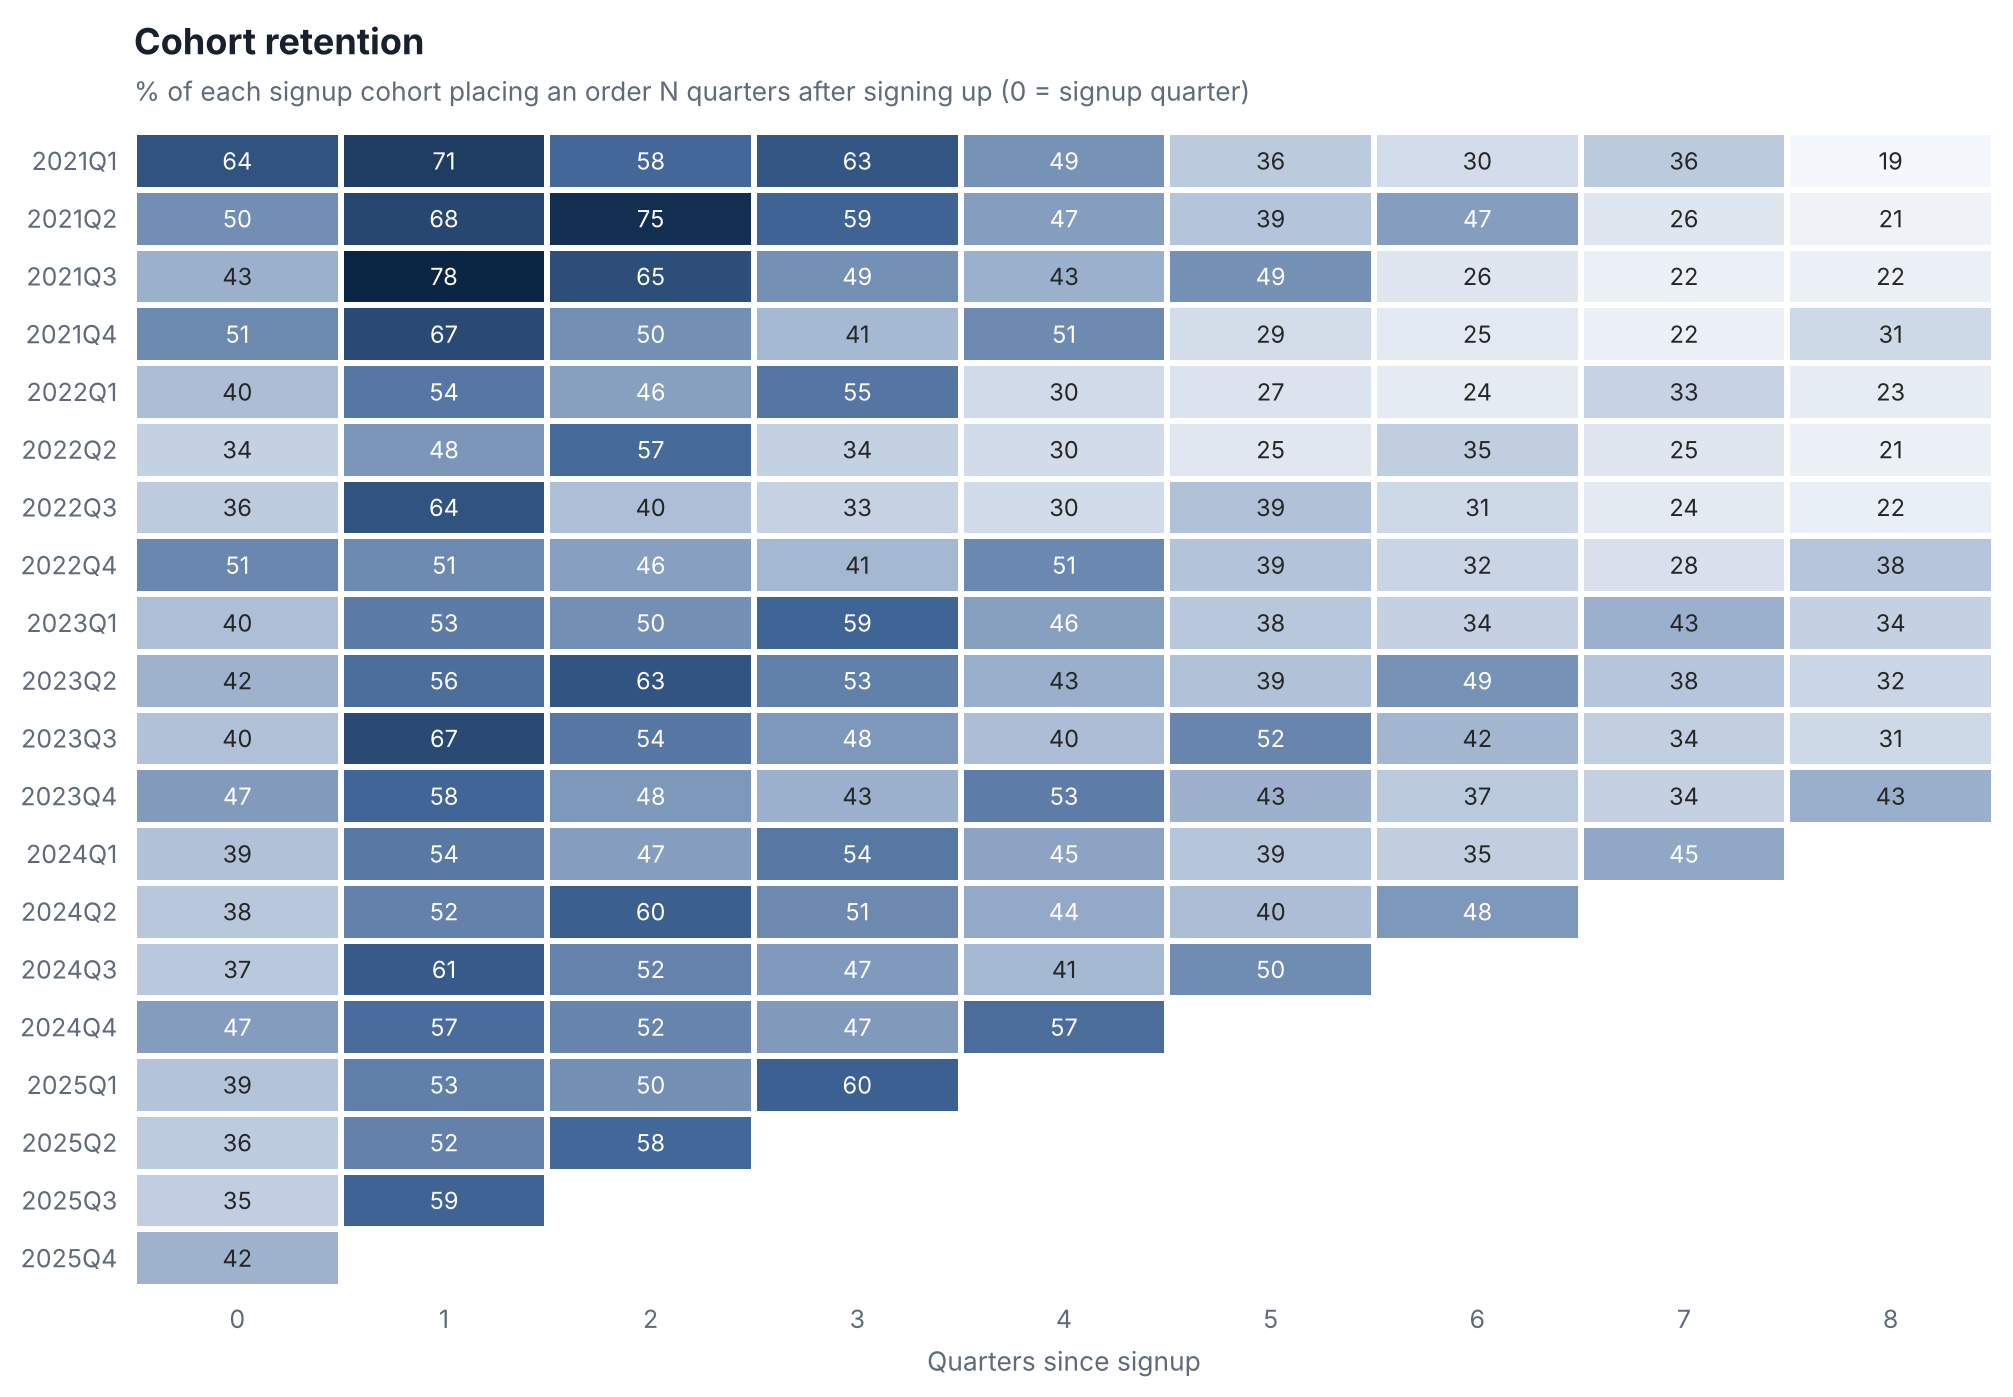 Cohort retention
% of each signup cohort placing an order N quarters after signing up (0 = signup quarter)
2021Q1 64 71 58 63 49 36 30 36 19
2021Q2 50 68 75 59 47 39 47 26 21
2021Q3 43 78 65 49 43 49 26 22 22
2021Q4 51 67 50 41 51 29 25 22 31
2022Q1 40 54 46 55 30 27 24 33 23
2022Q2 34 48 57 34 30 25 35 25 21
2022Q3 36 64 40 33 30 39 31 24 22
2022Q4 51 51 46 41 51 39 32 28 38
2023Q1 40 53 50 59 46 38 34 43 34
2023Q2 42 56 63 53 43 39 49 38 32
2023Q3 40 67 54 48 40 52 42 34 31
2023Q4 47 58 48 43 53 43 37 34 43
2024Q1 39 54 47 54 45 39 35 45
2024Q2 38 52 60 51 44 40 48
2024Q3 37 61 52 47 41 50
2024Q4 47 57 52 47 57
2025Q1 39 53 50 60
2025Q2 36 52 58
2025Q3 35 59
2025Q4 42
0 1 2 3 4 5 6 7 8
Quarters since signup